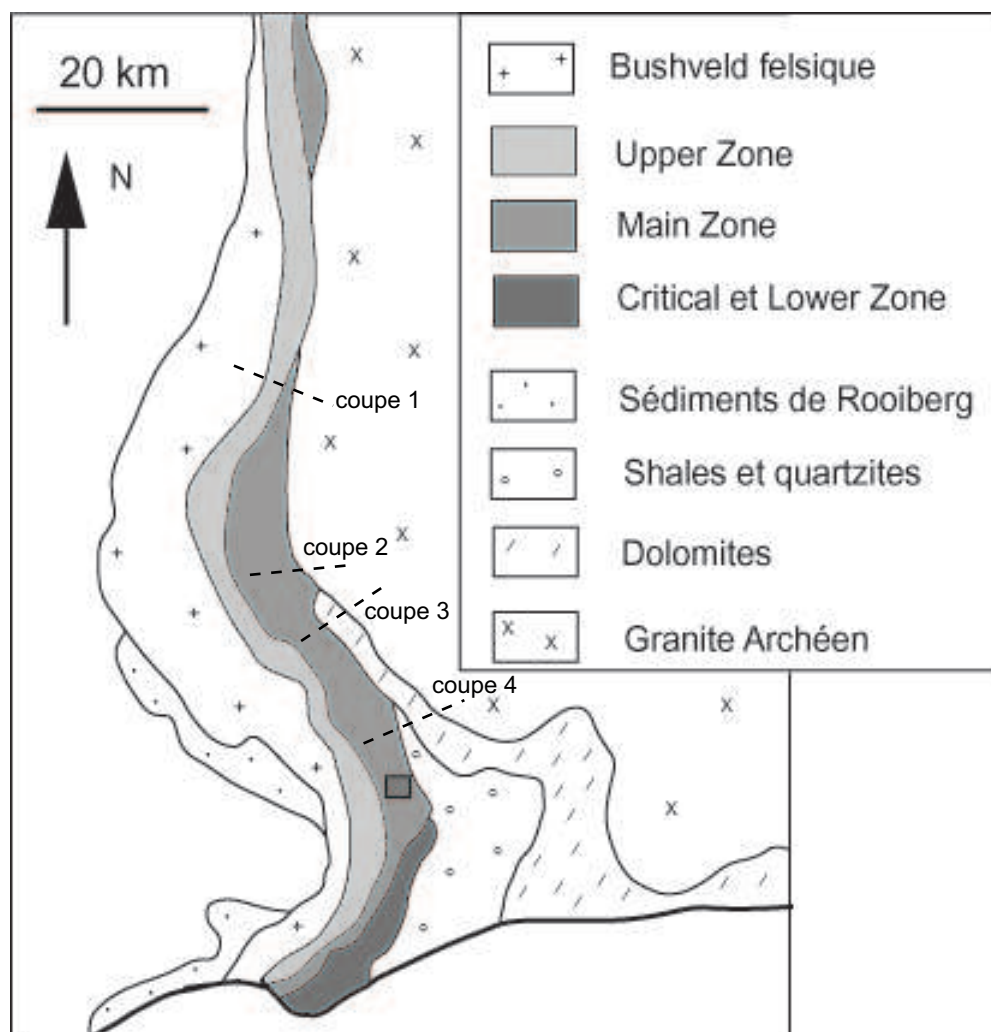 20 km
N
coupe 1
coupe 2
coupe 3
coupe 4
Bushveld felsique
Upper Zone
Main Zone
Critical et Lower Zone
Sédiments de Rooiberg
Shales et quartzites
Dolomites
Granite Archéen